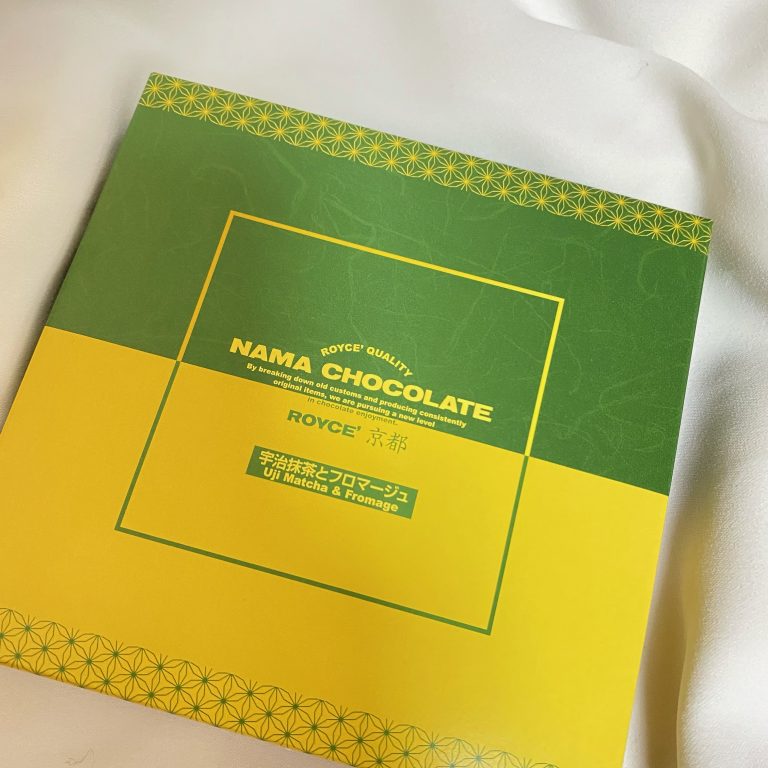 ROYCE' QUALITY
NAMA CHOCOLATE
By breaking down old customs and producing consistently
original items, we are pursuing a new level
in chocolate enjoyment.
ROYCE' 京都
宇治抹茶とフロマージュ
Uji Matcha & Fromage